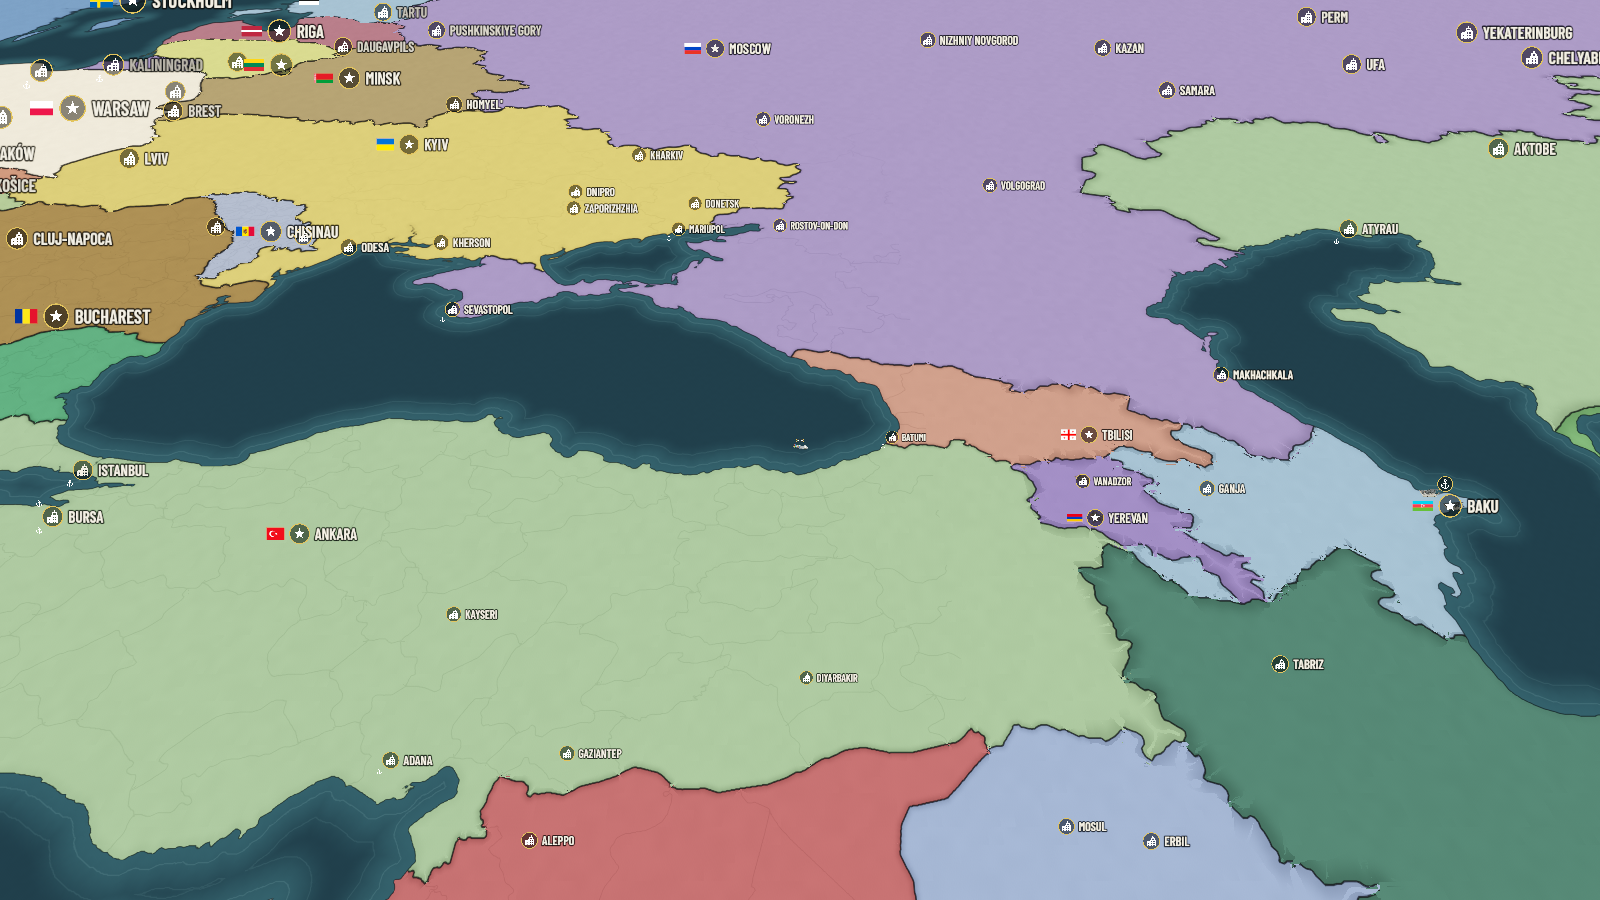 STOCKHOLM
TARTU
PERM
RIGA
PUSHKINSKIYE GORY
YEKATERINBURG
DAUGAVPILS
MOSCOW
NIZHNIY NOVGOROD
KAZAN
CHELYAB
KALININGRAD
UFA
MINSK
SAMARA
WARSAW
HOMYEL'
BREST
VORONEZH
KYIV
AKTOBE
AKÓW
LVIV
KHARKIV
KOŠICE
VOLGOGRAD
DNIPRO
DONETSK
ZAPORIZHZHIA
ROSTOV-ON-DON
MARIUPOL
ATYRAU
CHIȘINAU
CLUJ-NAPOCA
KHERSON
ODESA
SEVASTOPOL
BUCHAREST
MAKHACHKALA
TBILISI
BATUMI
ISTANBUL
VANADZOR
GANJA
BAKU
BURSA
YEREVAN
ANKARA
KAYSERI
TABRIZ
DIYARBAKIR
GAZIANTEP
ADANA
MOSUL
ALEPPO
ERBIL